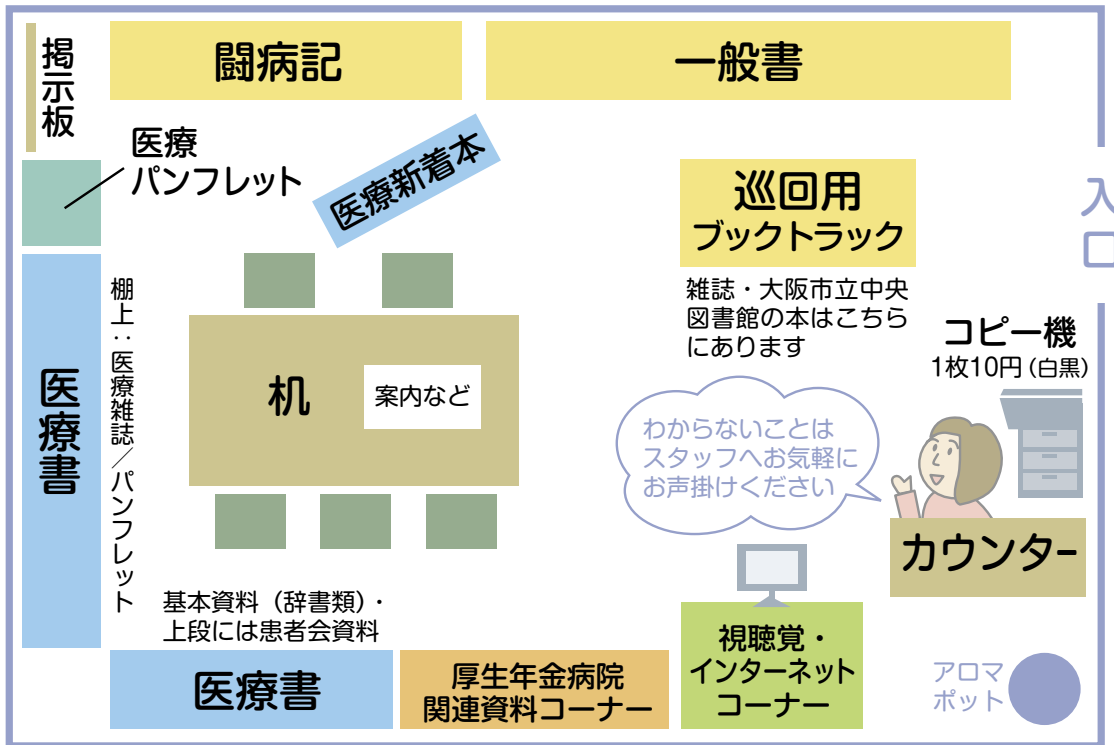 掲示板
闘病記
一般書
医療
パンフレット
医療新着本
巡回用
ブックトラック
雑誌・大阪市立中央
図書館の本はこちら
にあります
入口
コピー機
1枚10円(白黒)
医療書
棚上:医療雑誌/パンフレット
机
案内など
わからないことは
スタッフへお気軽に
お声掛けください
カウンター
基本資料(辞書類)・
上段には患者会資料
医療書
厚生年金病院
関連資料コーナー
視聴覚・
インターネット
コーナー
アロマ
ポット